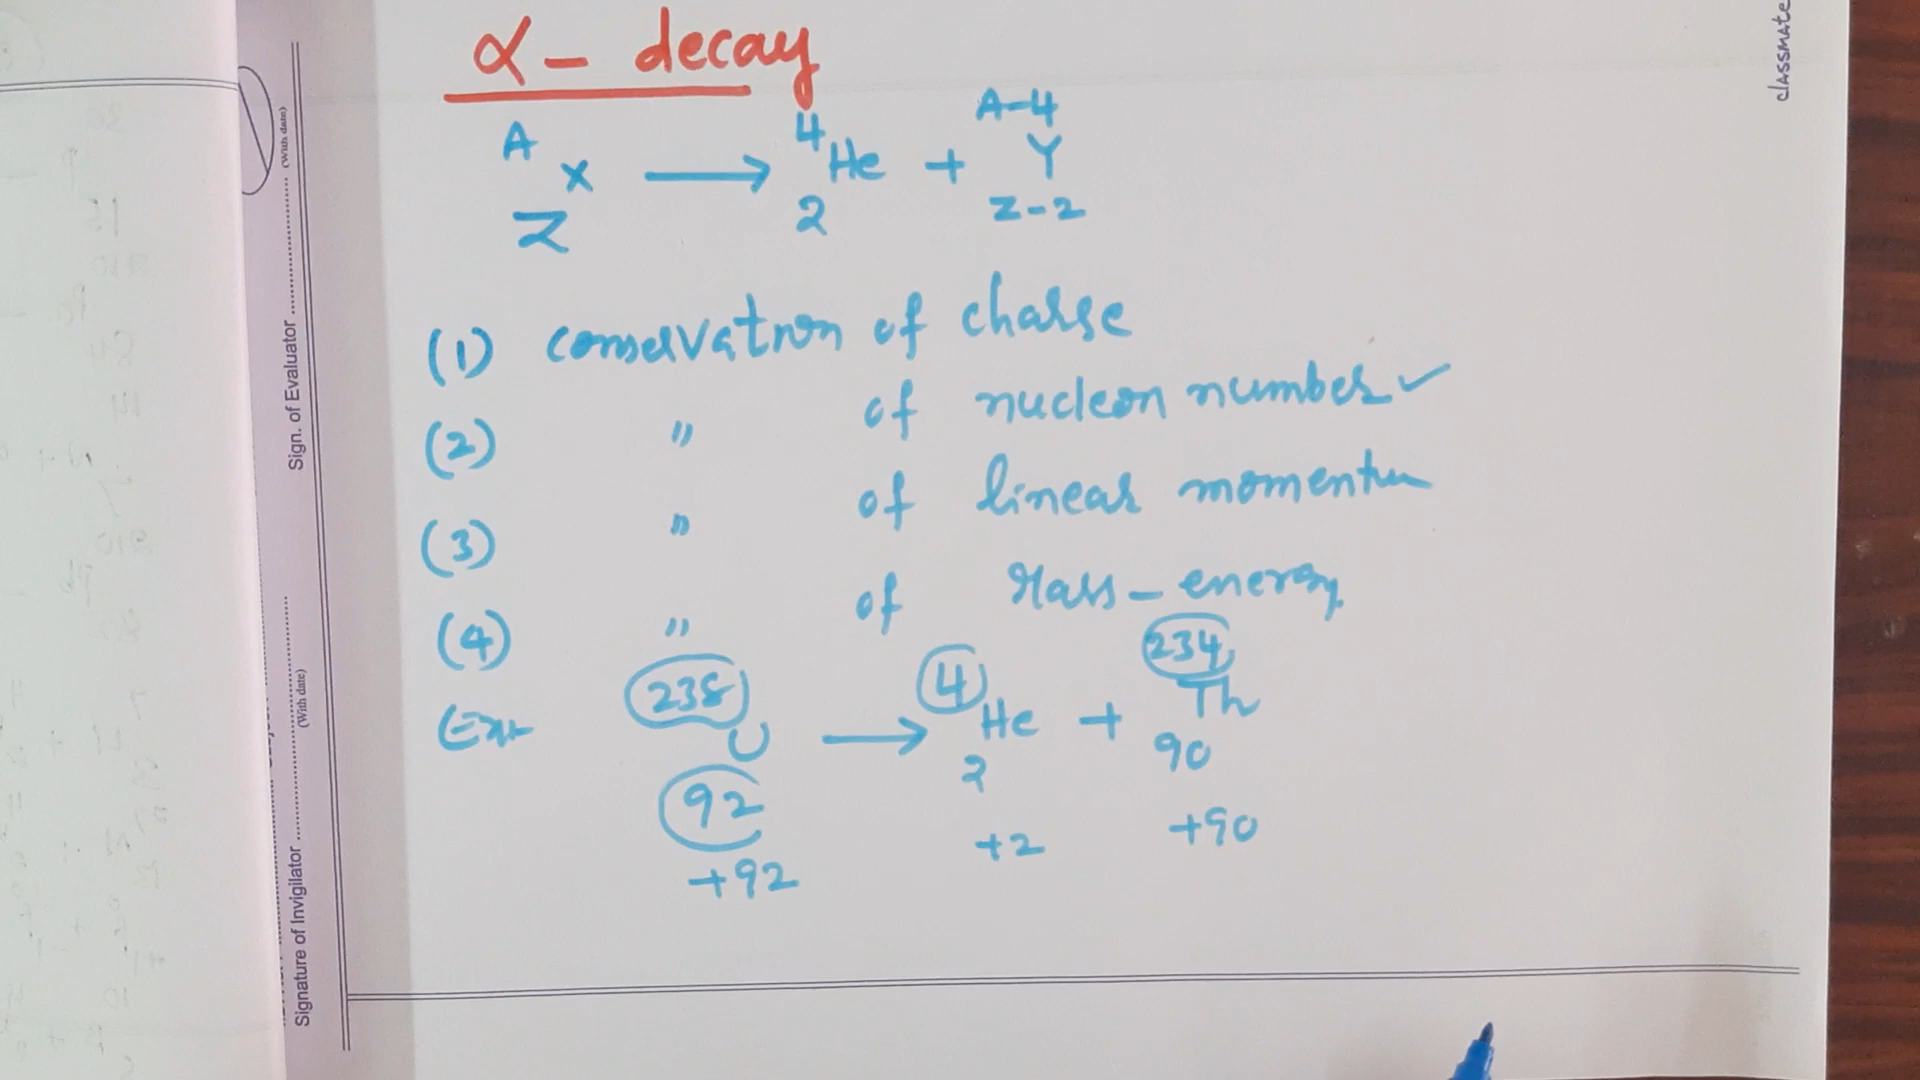 α - decay
A 4 A-4
X → He + Y
Z 2 Z-2
(1) conservation of charge
(2) " of nucleon number ✓
(3) " of linear momentum
(4) " of Mass-energy
238 4 234
Ex U → He + Th
92 2 90
+92 +2 +90
Sign. of Evaluator .................... (With date)
Signature of Invigilator .................... (With date)
classmate